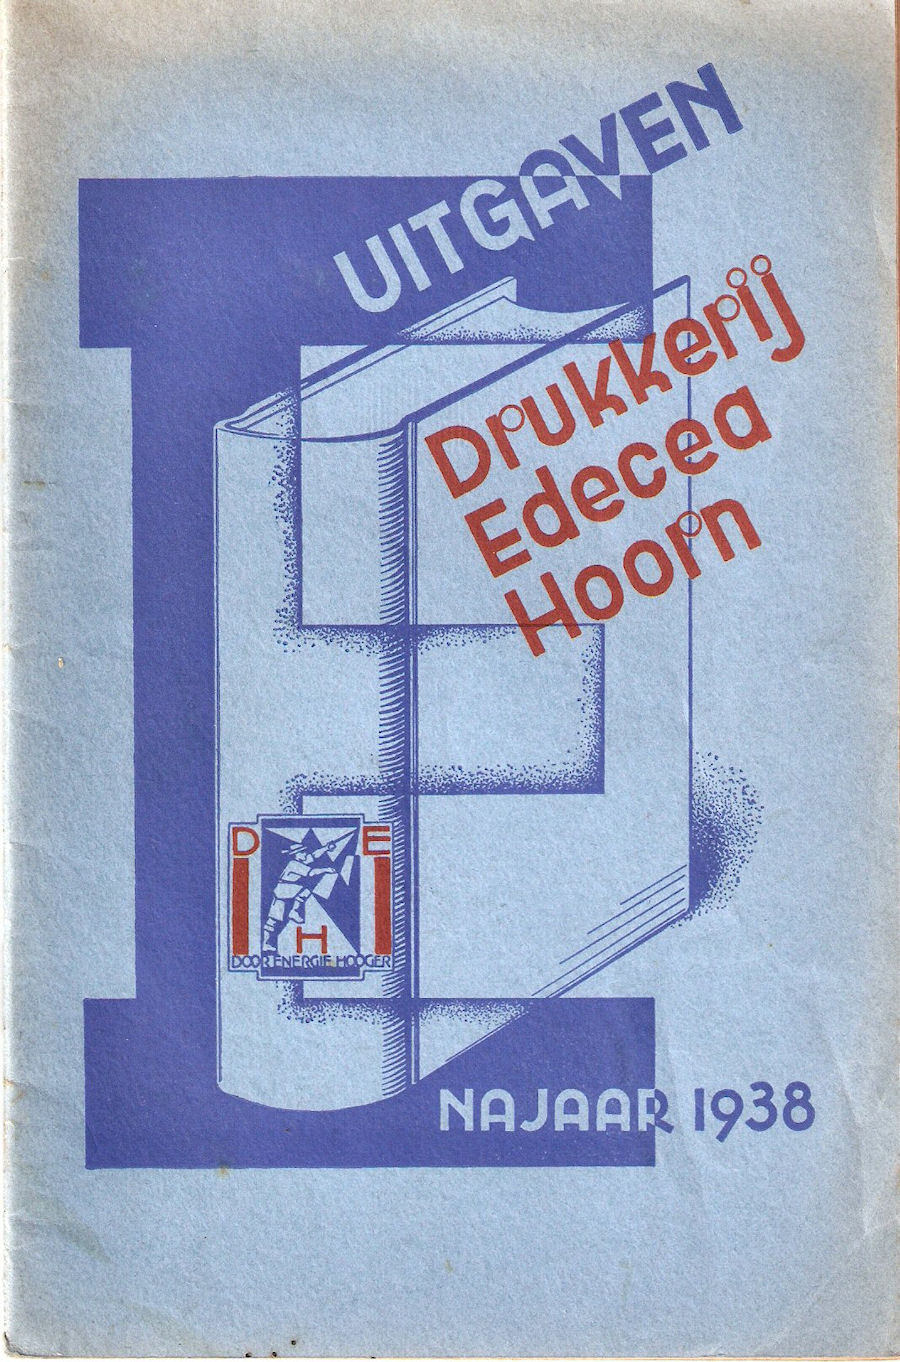 UITGAVEN
Drukkerij
Edecea
Hoorn
D E
H
DOOR ENERGIE HOOGER
NAJAAR 1938